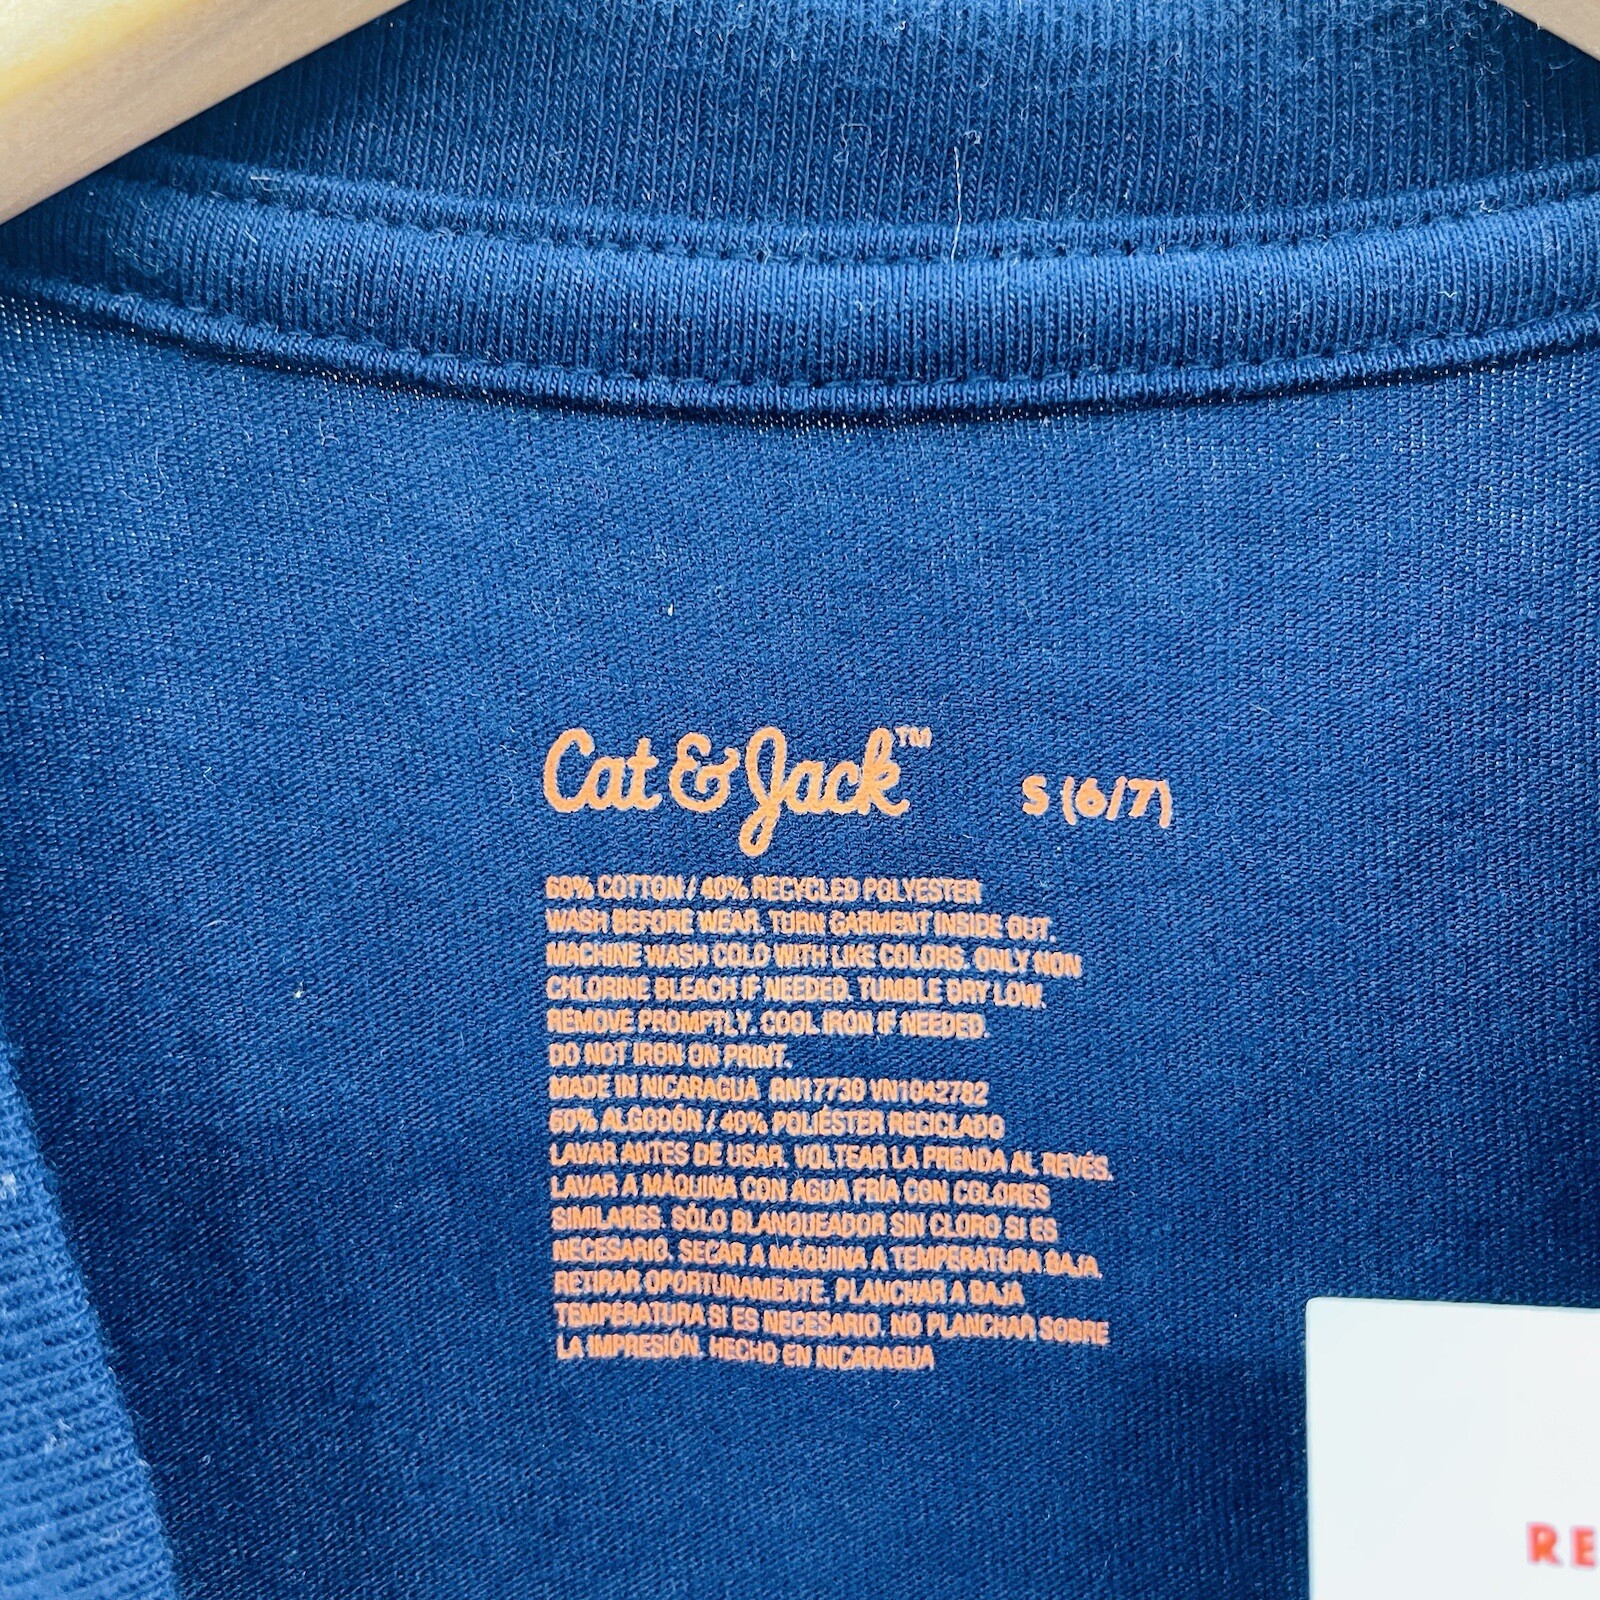 Cat & Jack™ S (6/7)
60% COTTON / 40% RECYCLED POLYESTER
WASH BEFORE WEAR. TURN GARMENT INSIDE OUT.
MACHINE WASH COLD WITH LIKE COLORS. ONLY NON
CHLORINE BLEACH IF NEEDED. TUMBLE DRY LOW.
REMOVE PROMPTLY. COOL IRON IF NEEDED.
DO NOT IRON ON PRINT.
MADE IN NICARAGUA RN17730 VN1042782
60% ALGODÓN / 40% POLIÉSTER RECICLADO
LAVAR ANTES DE USAR. VOLTEAR LA PRENDA AL REVÉS.
LAVAR A MÁQUINA CON AGUA FRÍA CON COLORES
SIMILARES. SÓLO BLANQUEADOR SIN CLORO SI ES
NECESARIO. SECAR A MÁQUINA A TEMPERATURA BAJA.
RETIRAR OPORTUNAMENTE. PLANCHAR A BAJA
TEMPERATURA SI ES NECESARIO. NO PLANCHAR SOBRE
LA IMPRESIÓN. HECHO EN NICARAGUA
RE